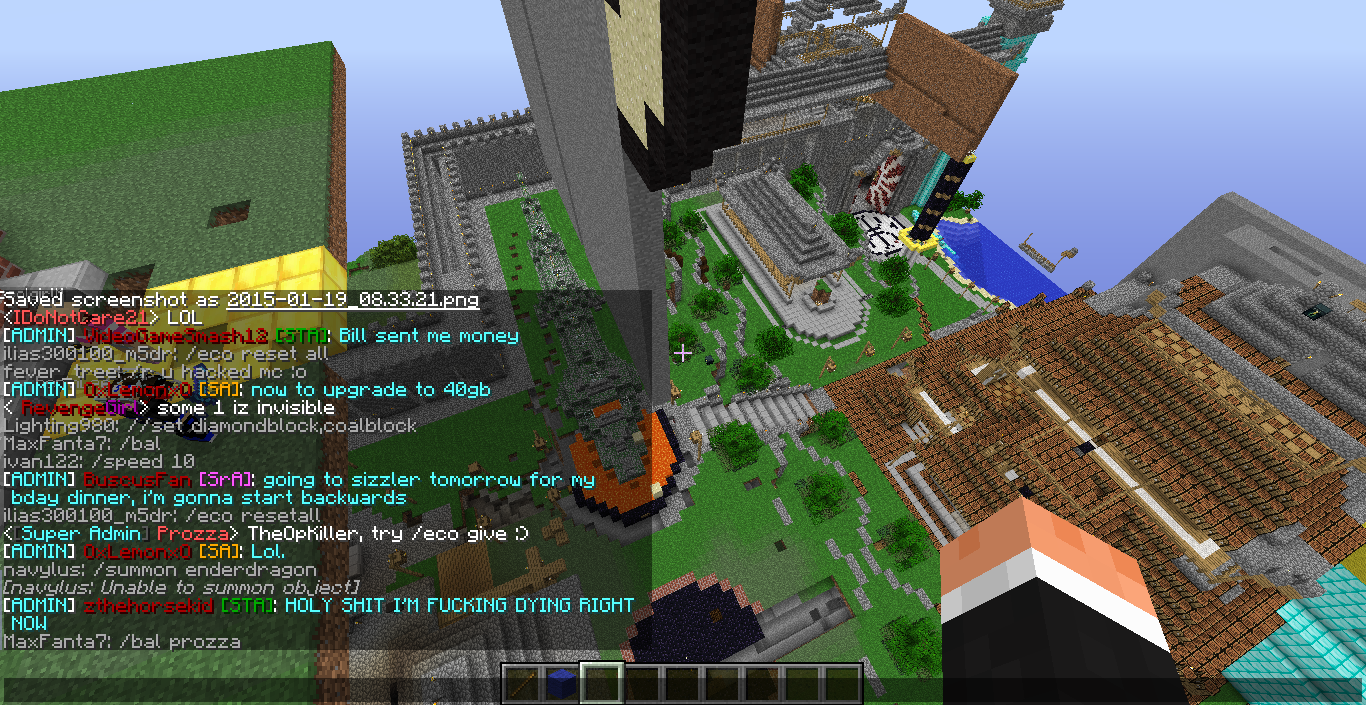 Saved screenshot as 2015-01-19_08.33.21.png
<IDoNotCare21> LOL
[ADMIN] VideoGameSmash12 [STA]: Bill sent me money
ilias300100_m5dr: /eco reset all
fever_tree: /r u hacked mc :o
[ADMIN] 0xLemonx0 [SA]: now to upgrade to 40gb
< RevengeGirl> some 1 iz invisible
Lighting980: //set diamondblock,coalblock
MaxFanta7: /bal
ivan122: /speed 10
[ADMIN] BuscusFan [SrA]: going to sizzler tomorrow for my
bday dinner, i'm gonna start backwards
ilias300100_m5dr: /eco resetall
<[Super Admin] Prozza> TheOpKiller, try /eco give :)
[ADMIN] 0xLemonx0 [SA]: Lol.
navylus: /summon enderdragon
[navylus: Unable to summon object]
[ADMIN] zthehorsekid [STA]: HOLY SHIT I'M FUCKING DYING RIGHT
NOW
MaxFanta7: /bal prozza